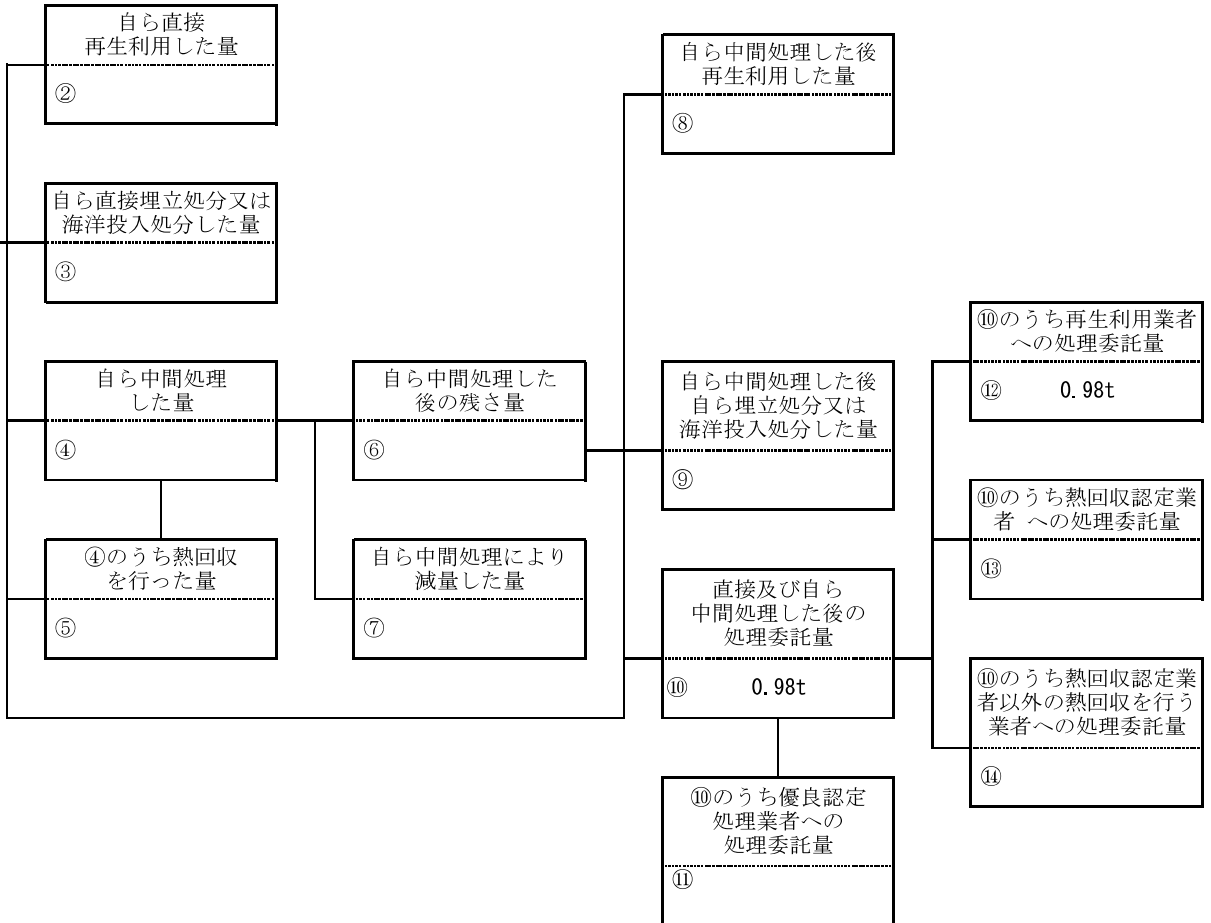 自ら直接
再生利用した量
②
自ら直接埋立処分又は
海洋投入処分した量
③
自ら中間処理
した量
④
④のうち熱回収
を行った量
⑤
自ら中間処理した
後の残さ量
⑥
自ら中間処理により
減量した量
⑦
自ら中間処理した後
再生利用した量
⑧
自ら中間処理した後
自ら埋立処分又は
海洋投入処分した量
⑨
直接及び自ら
中間処理した後の
処理委託量
⑩ 0.98t
⑩のうち優良認定
処理業者への
処理委託量
⑪
⑩のうち再生利用業者
への処理委託量
⑫ 0.98t
⑩のうち熱回収認定業
者 への処理委託量
⑬
⑩のうち熱回収認定業
者以外の熱回収を行う
業者への処理委託量
⑭